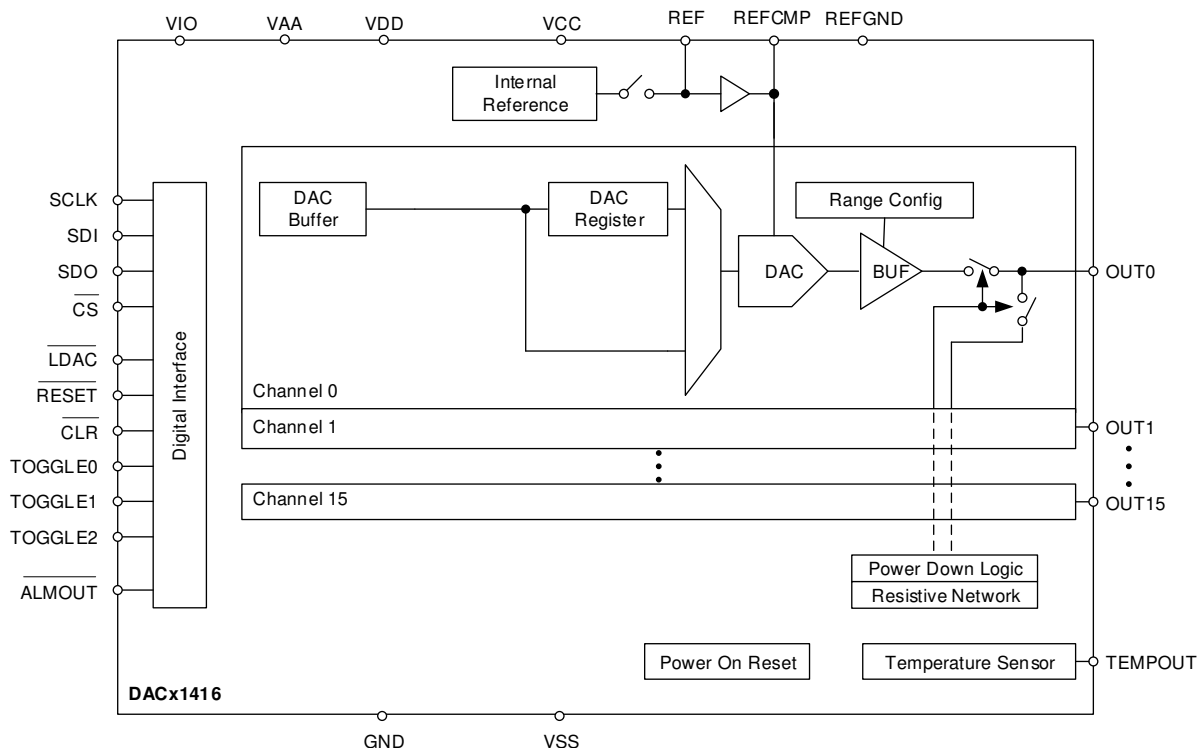 VIO
VAA
VDD
VCC
REF
REFCMP
REFGND
Internal
Reference
SCLK
SDI
SDO
CS
LDAC
RESET
CLR
TOGGLE0
TOGGLE1
TOGGLE2
ALMOUT
Digital Interface
DAC
Buffer
DAC
Register
Range Config
DAC
BUF
OUT0
Channel 0
Channel 1
OUT1
Channel 15
OUT15
Power Down Logic
Resistive Network
Power On Reset
Temperature Sensor
TEMPOUT
DACx1416
GND
VSS